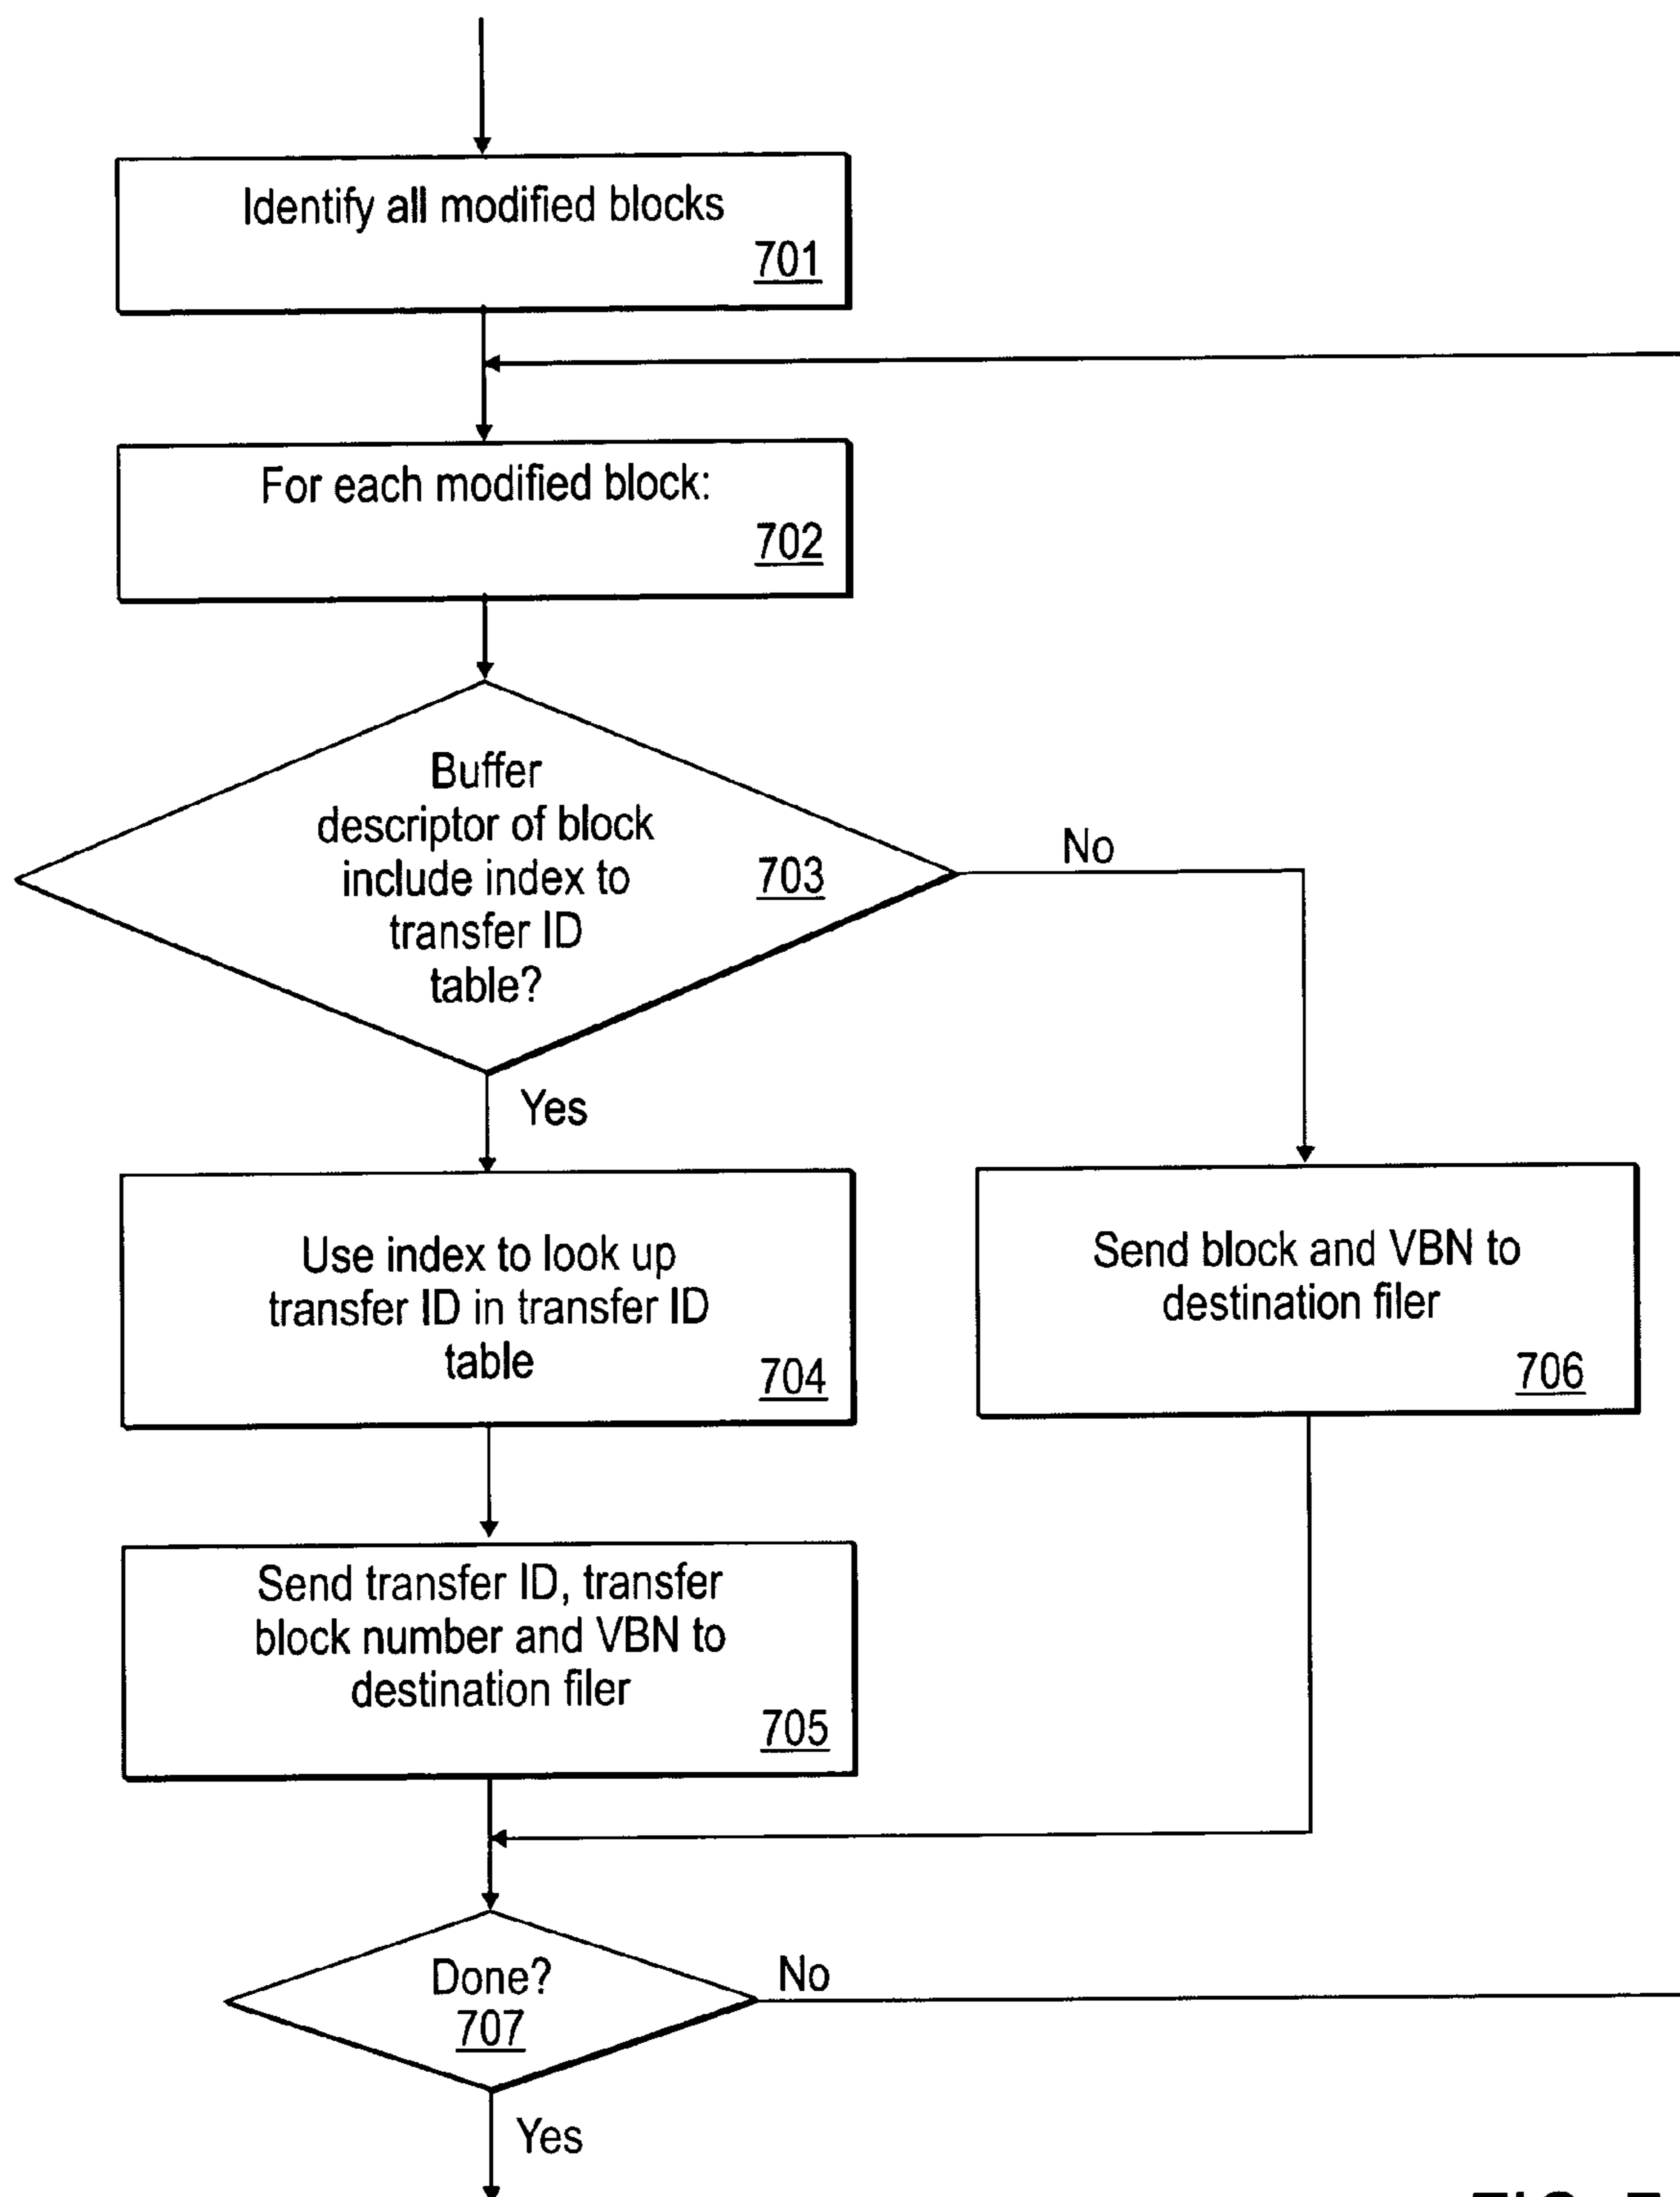 Identify all modified blocks
701
For each modified block:
702
Buffer
descriptor of block
include index to
transfer ID
table?
703
No
Yes
Use index to look up
transfer ID in transfer ID
table
704
Send block and VBN to
destination filer
706
Send transfer ID, transfer
block number and VBN to
destination filer
705
Done?
707
No
Yes